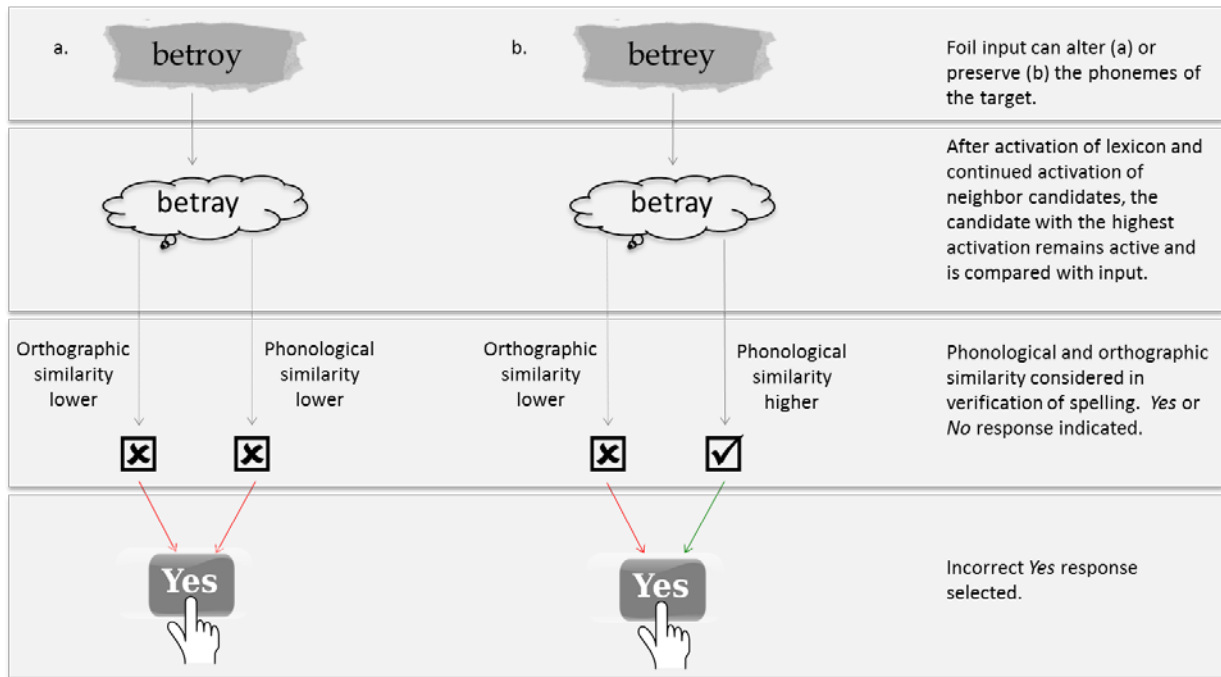 a.
betroy
b.
betrey
Foil input can alter (a) or
preserve (b) the phonemes of
the target.
betray
betray
After activation of lexicon and
continued activation of
neighbor candidates, the
candidate with the highest
activation remains active and
is compared with input.
Orthographic
similarity
lower
Phonological
similarity
lower
Orthographic
similarity
lower
Phonological
similarity
higher
Phonological and orthographic
similarity considered in
verification of spelling. Yes or
No response indicated.
Yes
Yes
Incorrect Yes response
selected.